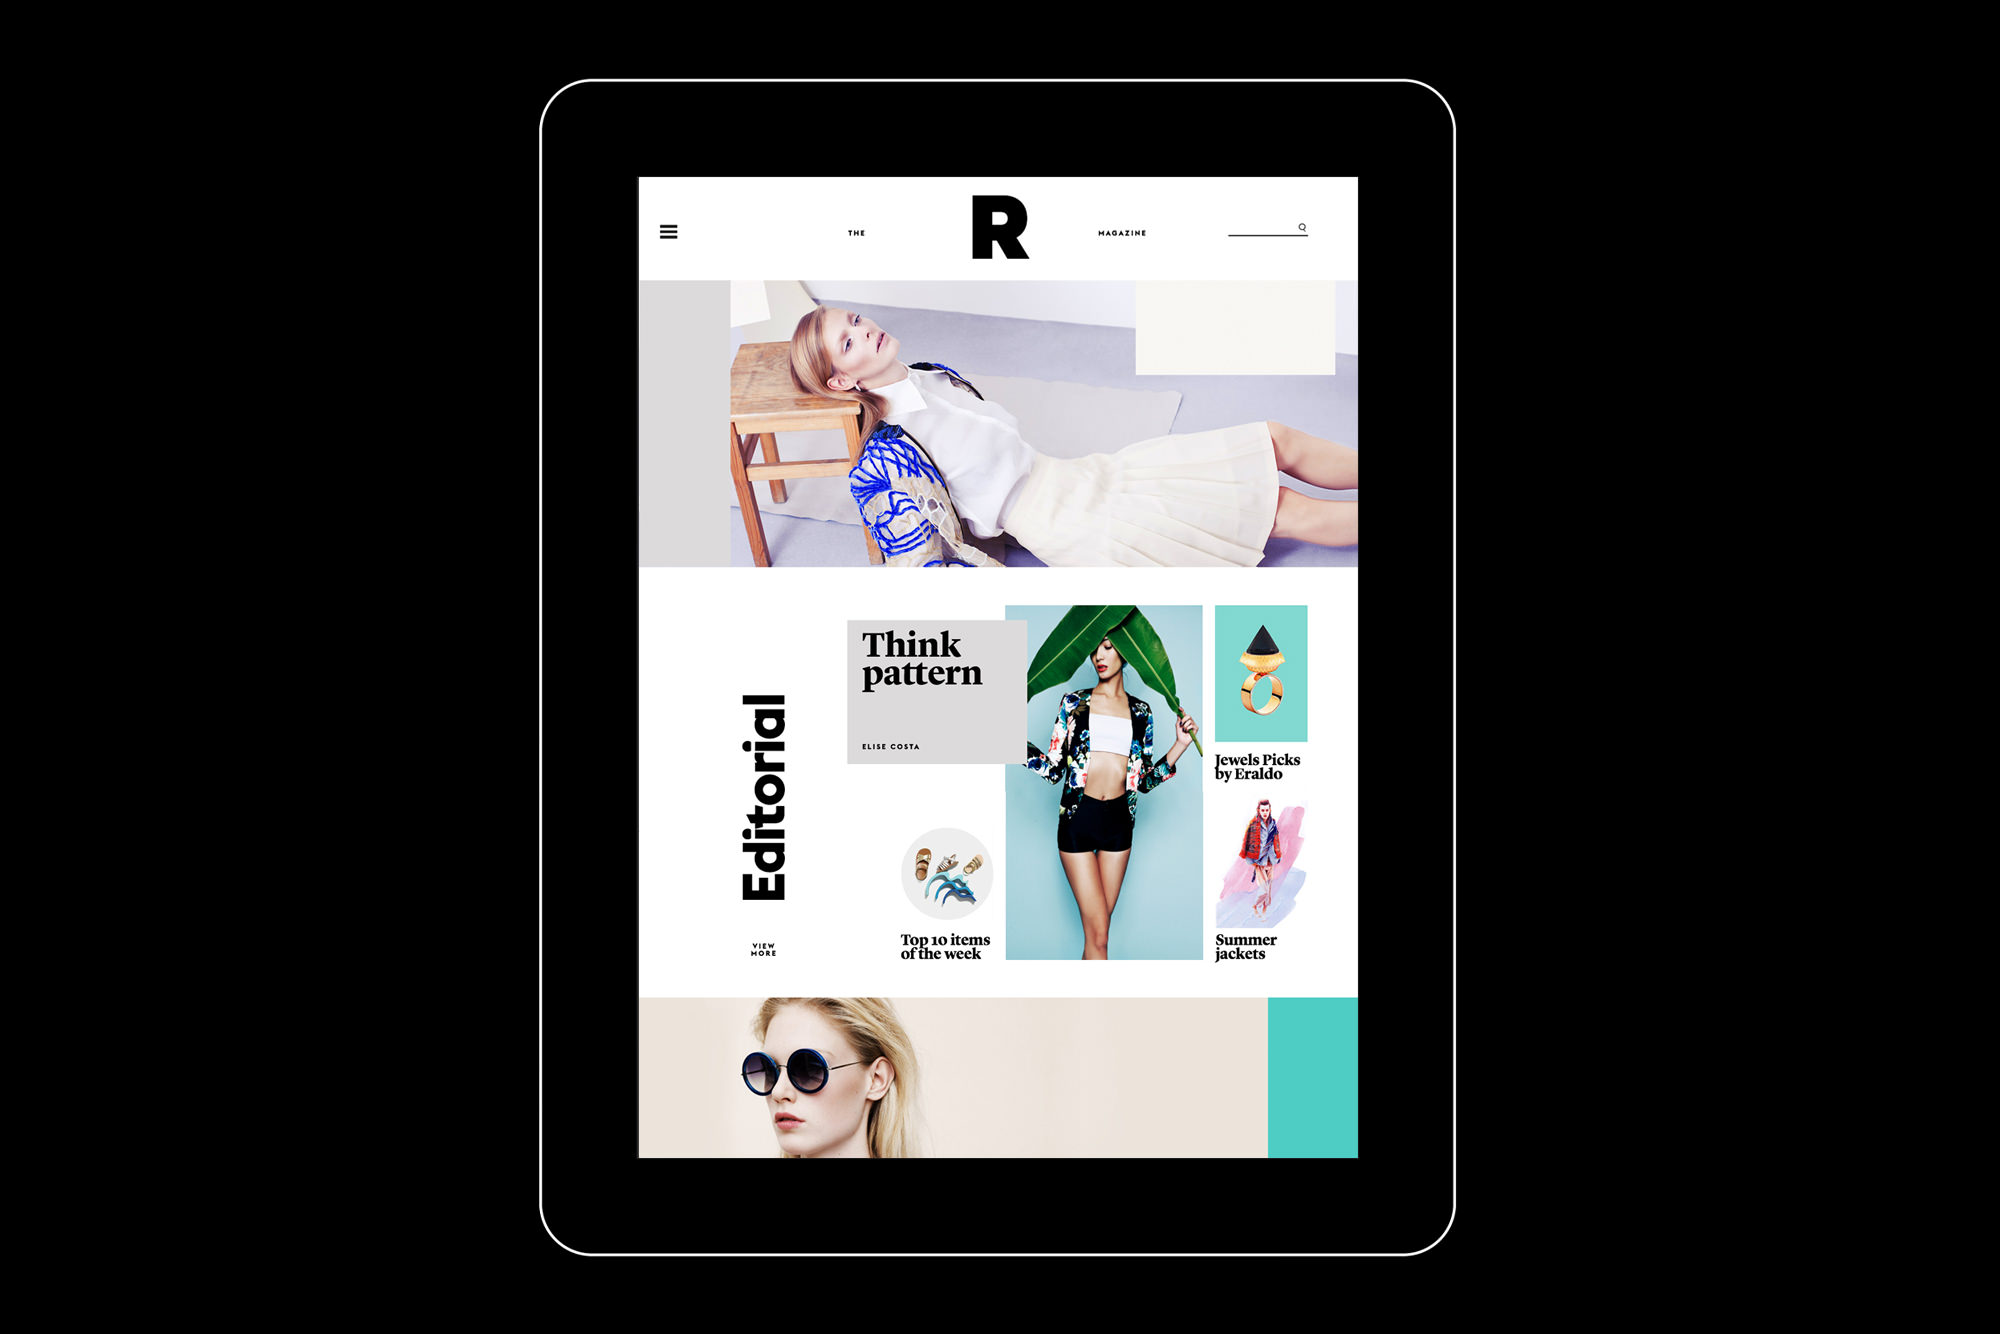 THE
R
MAGAZINE
Think
pattern
ELISE COSTA
Editorial
VIEW
MORE
Top 10 items
of the week
Jewels Picks
by Eraldo
Summer
jackets